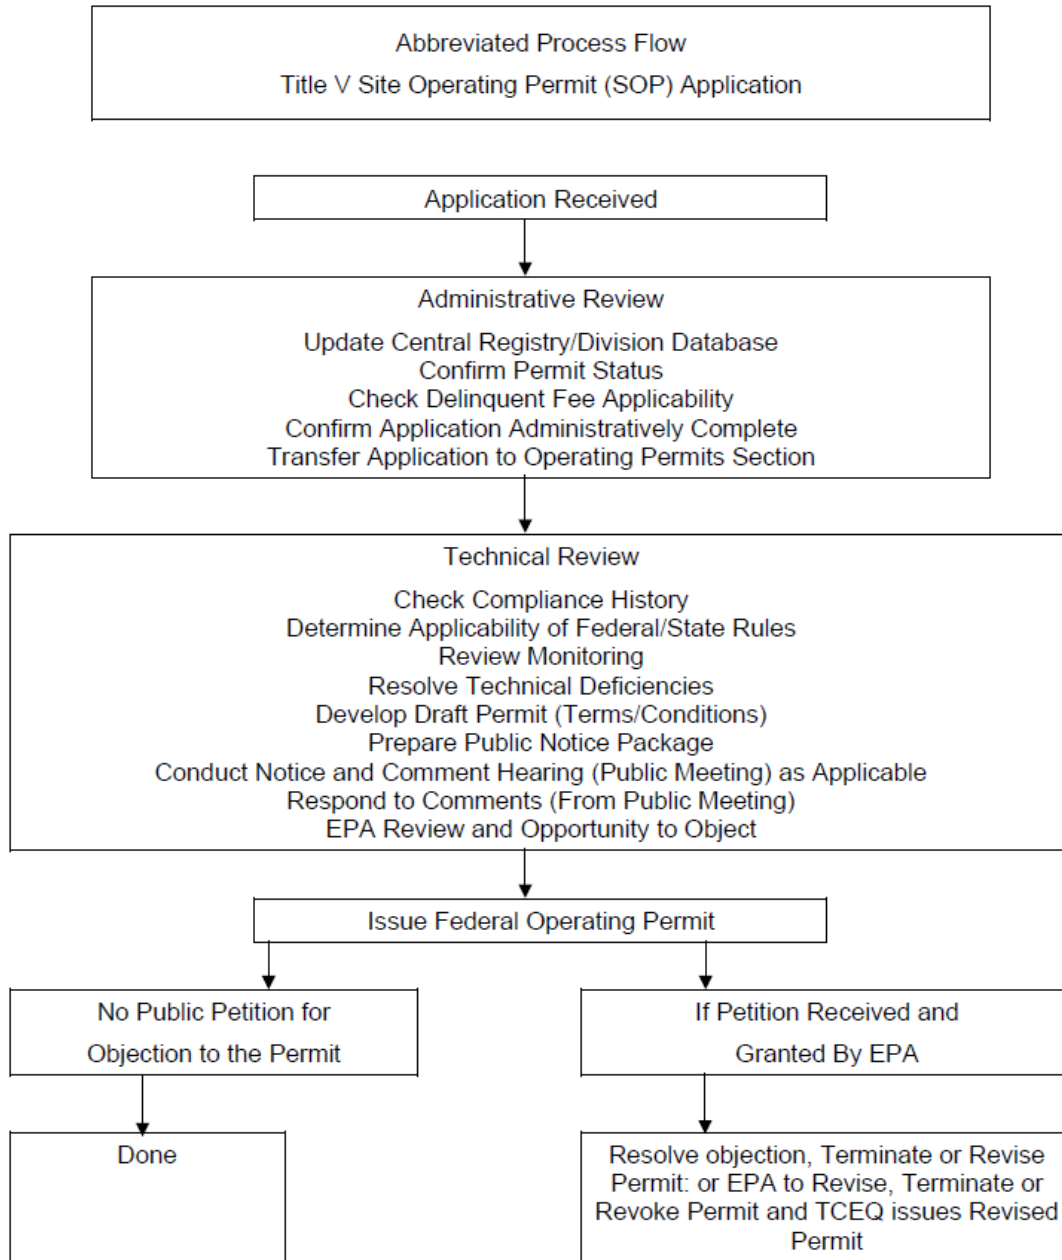 Abbreviated Process Flow
Title V Site Operating Permit (SOP) Application
Application Received
Administrative Review
Update Central Registry/Division Database
Confirm Permit Status
Check Delinquent Fee Applicability
Confirm Application Administratively Complete
Transfer Application to Operating Permits Section
Technical Review
Check Compliance History
Determine Applicability of Federal/State Rules
Review Monitoring
Resolve Technical Deficiencies
Develop Draft Permit (Terms/Conditions)
Prepare Public Notice Package
Conduct Notice and Comment Hearing (Public Meeting) as Applicable
Respond to Comments (From Public Meeting)
EPA Review and Opportunity to Object
Issue Federal Operating Permit
No Public Petition for
Objection to the Permit
If Petition Received and
Granted By EPA
Done
Resolve objection, Terminate or Revise
Permit: or EPA to Revise, Terminate or
Revoke Permit and TCEQ issues Revised
Permit